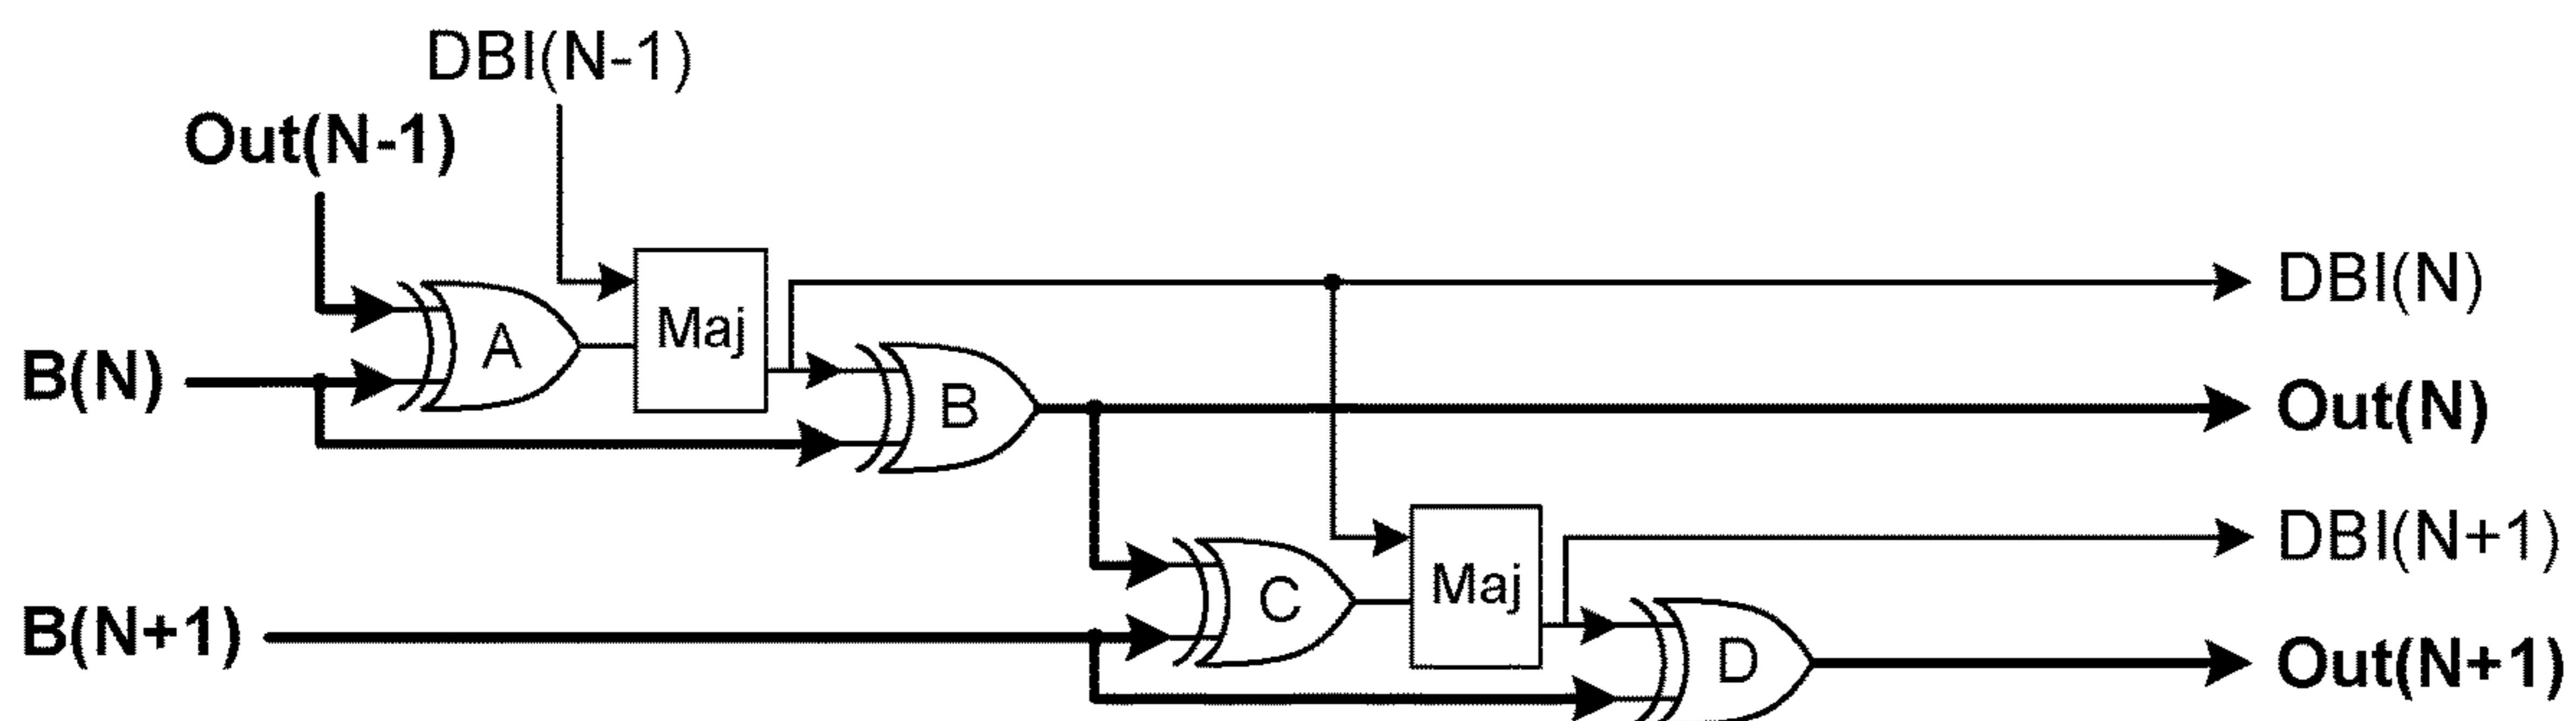 DBI(N-1)
Out(N-1)
DBI(N)
A
Maj
B(N)
B
Out(N)
DBI(N+1)
C
Maj
B(N+1)
D
Out(N+1)